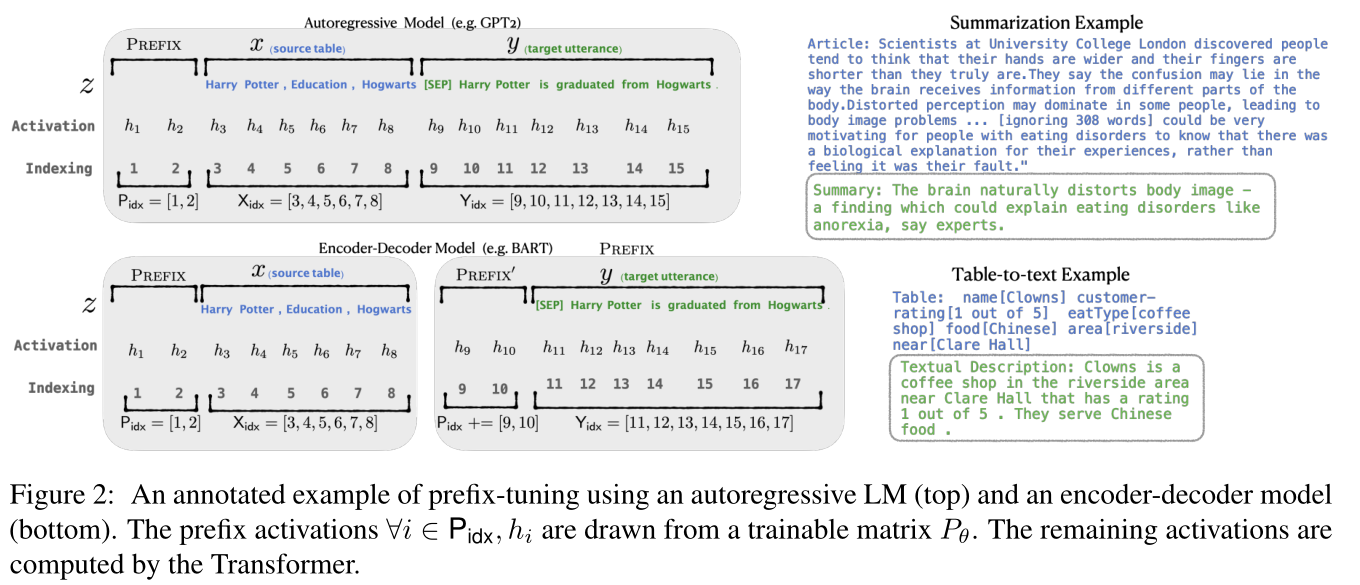 Autoregressive Model (e.g. GPT2)
PREFIX x (source table) y (target utterance)
z Harry Potter , Education , Hogwarts [SEP] Harry Potter is graduated from Hogwarts .
Activation h1 h2 h3 h4 h5 h6 h7 h8 h9 h10 h11 h12 h13 h14 h15
Indexing 1 2 3 4 5 6 7 8 9 10 11 12 13 14 15
Pidx = [1, 2] Xidx = [3, 4, 5, 6, 7, 8] Yidx = [9, 10, 11, 12, 13, 14, 15]
Encoder-Decoder Model (e.g. BART) PREFIX
PREFIX x (source table) PREFIX′ y (target utterance)
z Harry Potter , Education , Hogwarts [SEP] Harry Potter is graduated from Hogwarts .
Activation h1 h2 h3 h4 h5 h6 h7 h8 h9 h10 h11 h12 h13 h14 h15 h16 h17
Indexing 1 2 3 4 5 6 7 8 9 10 11 12 13 14 15 16 17
Pidx = [1, 2] Xidx = [3, 4, 5, 6, 7, 8] Pidx += [9, 10] Yidx = [11, 12, 13, 14, 15, 16, 17]
Summarization Example
Article: Scientists at University College London discovered people
tend to think that their hands are wider and their fingers are
shorter than they truly are.They say the confusion may lie in the
way the brain receives information from different parts of the
body.Distorted perception may dominate in some people, leading to
body image problems ... [ignoring 308 words] could be very
motivating for people with eating disorders to know that there was
a biological explanation for their experiences, rather than
feeling it was their fault."
Summary: The brain naturally distorts body image –
a finding which could explain eating disorders like
anorexia, say experts.
Table-to-text Example
Table: name[Clowns] customer-
rating[1 out of 5] eatType[coffee
shop] food[Chinese] area[riverside]
near[Clare Hall]
Textual Description: Clowns is a
coffee shop in the riverside area
near Clare Hall that has a rating
1 out of 5 . They serve Chinese
food .
Figure 2: An annotated example of prefix-tuning using an autoregressive LM (top) and an encoder-decoder model
(bottom). The prefix activations ∀i ∈ Pidx, hi are drawn from a trainable matrix Pθ. The remaining activations are
computed by the Transformer.